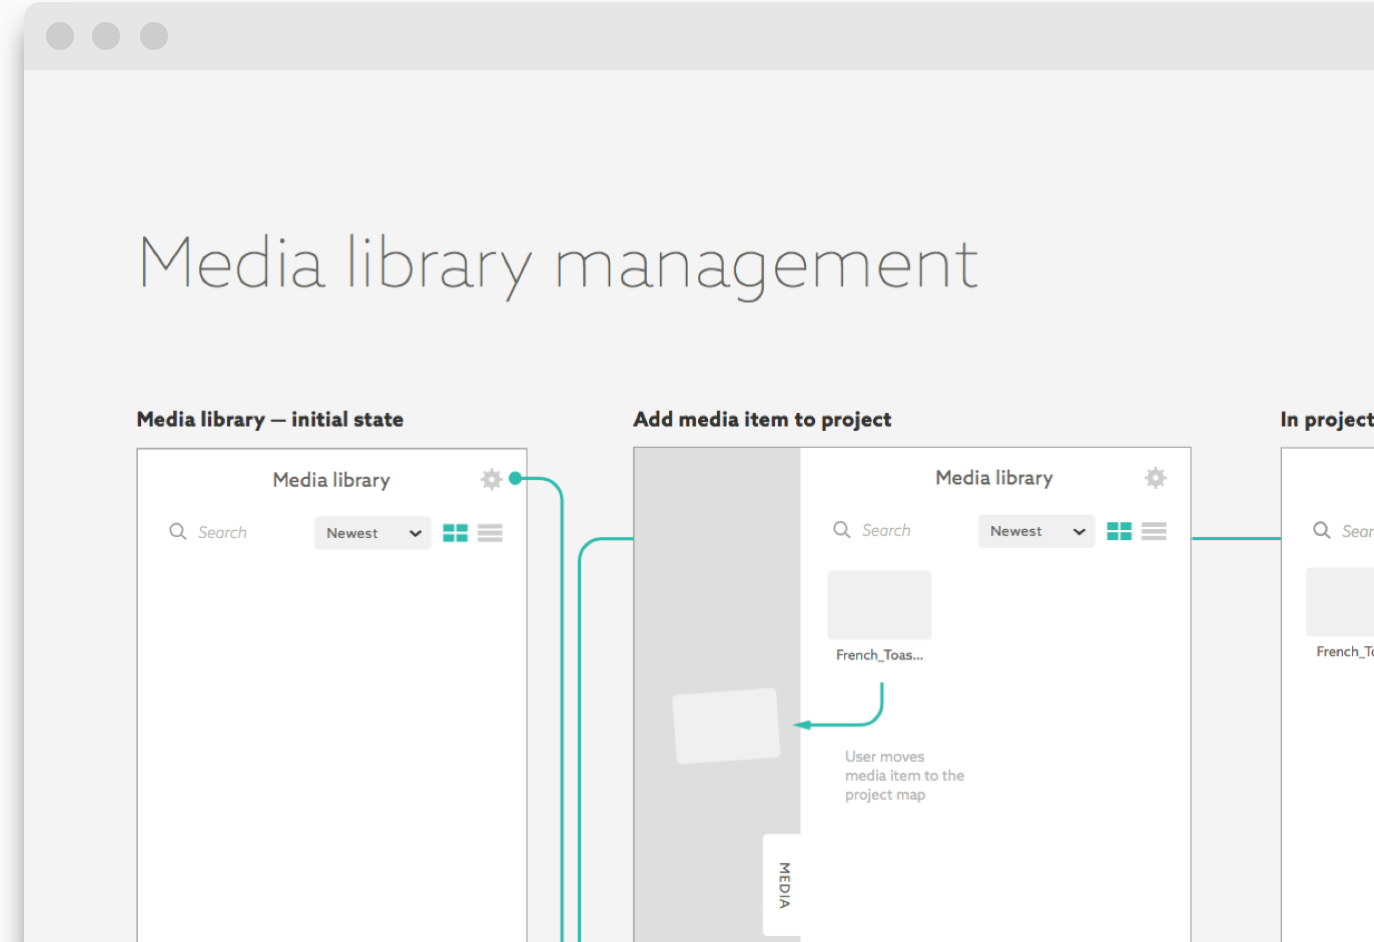 Media library management
Media library — initial state
Media library
Search
Newest
Add media item to project
Media library
Search
Newest
French_Toas...
User moves
media item to the
project map
MEDIA
In project
Sear
French_To